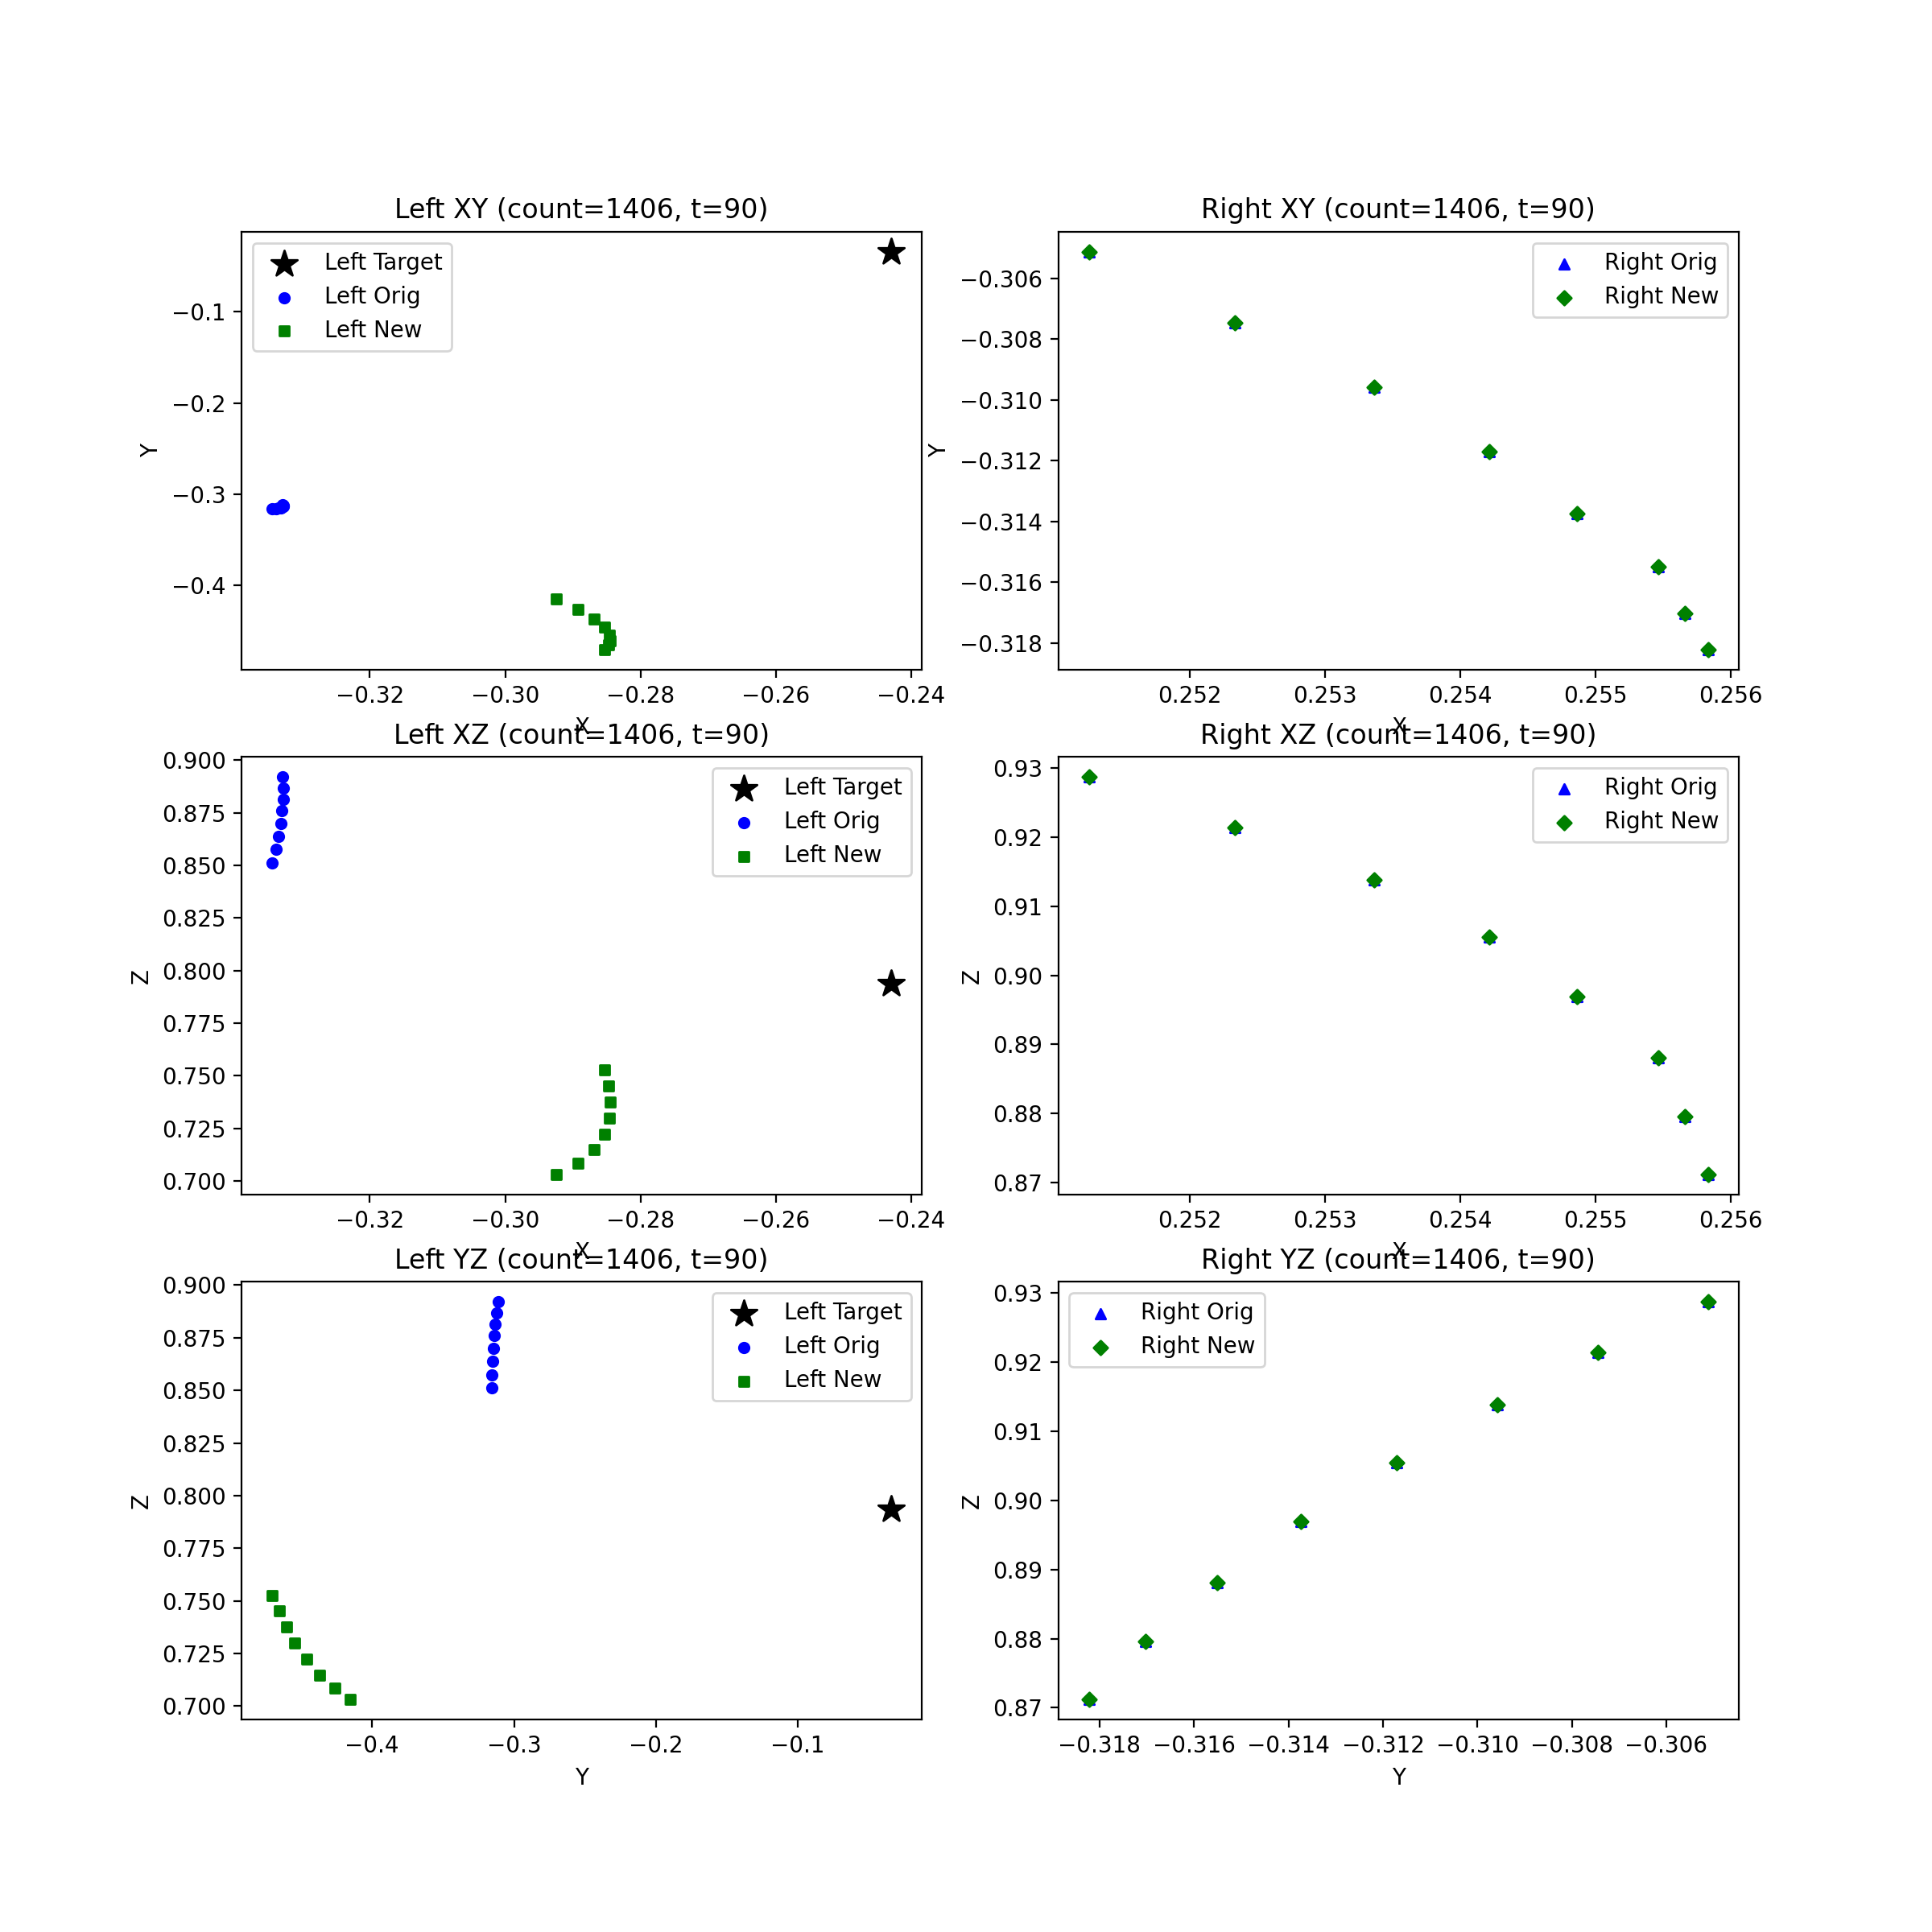 Left XY (count=1406, t=90)
Left Target
Left Orig
Left New
−0.1
−0.2
−0.3
−0.4
Y
−0.32
−0.30
−0.28
−0.26
−0.24
X
Right XY (count=1406, t=90)
Right Orig
Right New
−0.306
−0.308
−0.310
−0.312
−0.314
−0.316
−0.318
Y
0.252
0.253
0.254
0.255
0.256
X
Left XZ (count=1406, t=90)
Left Target
Left Orig
Left New
0.900
0.875
0.850
0.825
0.800
0.775
0.750
0.725
0.700
Z
−0.32
−0.30
−0.28
−0.26
−0.24
X
Right XZ (count=1406, t=90)
Right Orig
Right New
0.93
0.92
0.91
0.90
0.89
0.88
0.87
Z
0.252
0.253
0.254
0.255
0.256
X
Left YZ (count=1406, t=90)
Left Target
Left Orig
Left New
0.900
0.875
0.850
0.825
0.800
0.775
0.750
0.725
0.700
Z
−0.4
−0.3
−0.2
−0.1
Y
Right YZ (count=1406, t=90)
Right Orig
Right New
0.93
0.92
0.91
0.90
0.89
0.88
0.87
Z
−0.318
−0.316
−0.314
−0.312
−0.310
−0.308
−0.306
Y